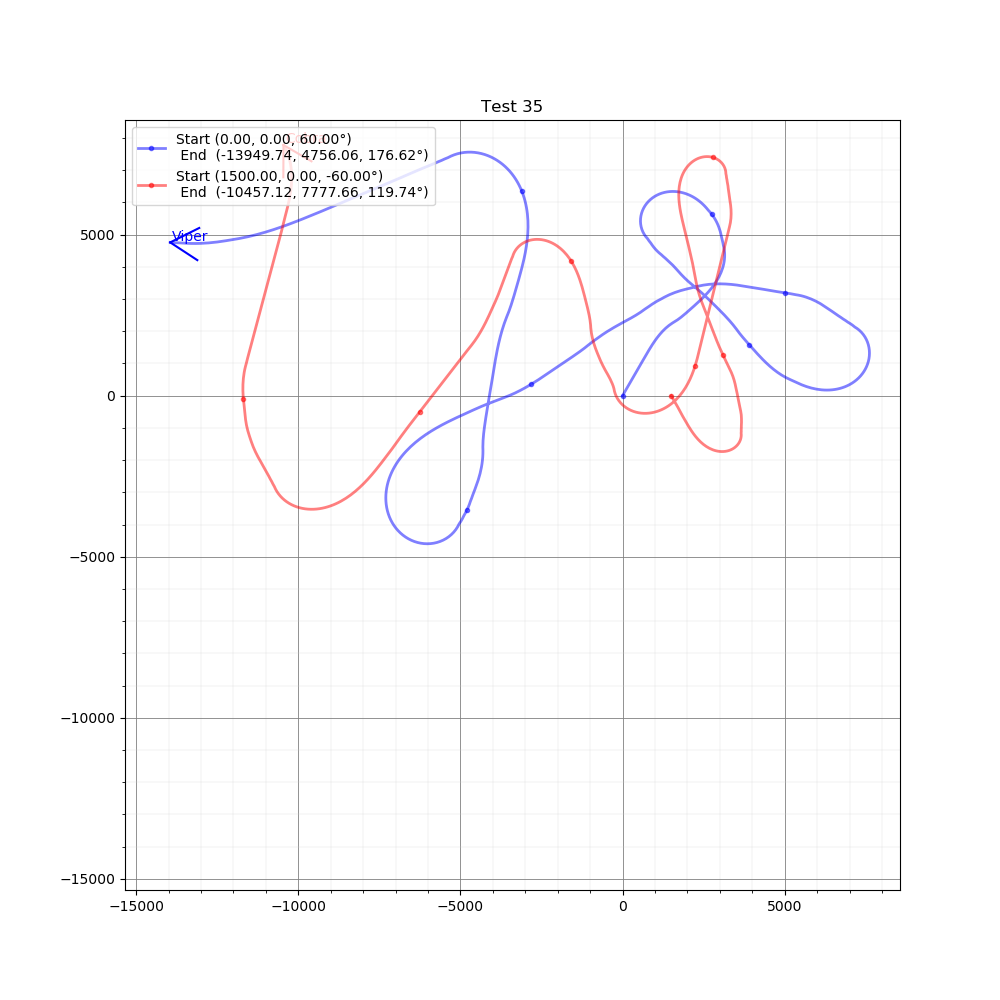 Test 35
Start (0.00, 0.00, 60.00°)
End  (-13949.74, 4756.06, 176.62°)
Start (1500.00, 0.00, -60.00°)
End  (-10457.12, 7777.66, 119.74°)
Viper
5000
0
−5000
−10000
−15000
−15000 −10000 −5000 0 5000